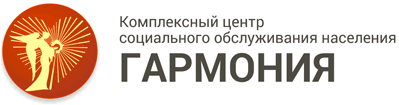 Комплексный центр
социального обслуживания населения
ГАРМОНИЯ